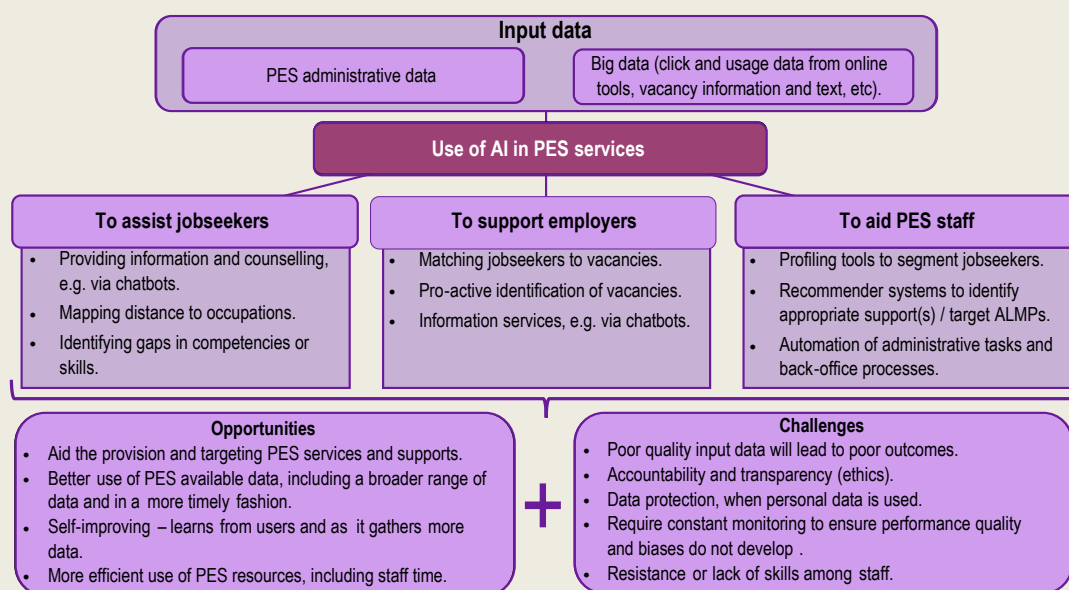 Input data
PES administrative data
Big data (click and usage data from online
tools, vacancy information and text, etc).
Use of AI in PES services
To assist jobseekers
• Providing information and counselling,
e.g. via chatbots.
• Mapping distance to occupations.
• Identifying gaps in competencies or
skills.
To support employers
• Matching jobseekers to vacancies.
• Pro-active identification of vacancies.
• Information services, e.g. via chatbots.
To aid PES staff
• Profiling tools to segment jobseekers.
• Recommender systems to identify
appropriate support(s) / target ALMPs.
• Automation of administrative tasks and
back-office processes.
Opportunities
• Aid the provision and targeting PES services and supports.
• Better use of PES available data, including a broader range of
data and in a more timely fashion.
• Self-improving – learns from users and as it gathers more
data.
• More efficient use of PES resources, including staff time.
+
Challenges
• Poor quality input data will lead to poor outcomes.
• Accountability and transparency (ethics).
• Data protection, when personal data is used.
• Require constant monitoring to ensure performance quality
and biases do not develop .
• Resistance or lack of skills among staff.